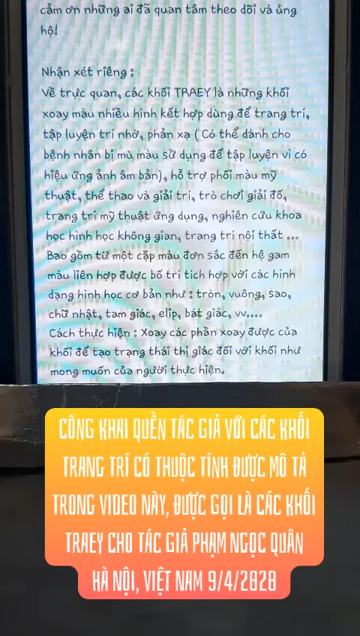 cảm ơn những ai đã quan tâm theo dõi và ủng
hộ!
Nhận xét riêng :
Về trực quan, các khối TRAEY là những khối
xoay màu nhiều hình kết hợp dùng để trang trí,
tập luyện trí nhớ, phản xạ ( Có thể dành cho
bệnh nhân bị mù màu sử dụng để tập luyện vì có
hiệu ứng ảnh âm bản), hỗ trợ phối màu mỹ
thuật, thể thao và giải trí, trò chơi giải đố,
trang trí mỹ thuật ứng dụng, nghiên cứu khoa
học hình học không gian, trang trí nội thất ...
Bao gồm từ một cặp màu đơn sắc đến hệ gam
màu liên hợp được bố trí tích hợp với các hình
dạng hình học cơ bản như : tròn, vuông, sao,
chữ nhật, tam giác, elip, bát giác, vv....
Cách thực hiện : Xoay các phần xoay được của
khối để tạo trạng thái thị giác đối với khối như
mong muốn của người thực hiện.
CÔNG KHAI QUỀN TÁC GIẢ VỚI CÁC KHỐI
TRANG TRÍ CÓ THUỘC TÍNH ĐƯỢC MÔ TẢ
TRONG VIDEO NÀY, ĐƯỢC GỌI LÀ CÁC KHỐI
TRAEY CHO TÁC GIẢ PHẠM NGỌC QUÂN
HÀ NỘI, VIỆT NAM 9/4/2020